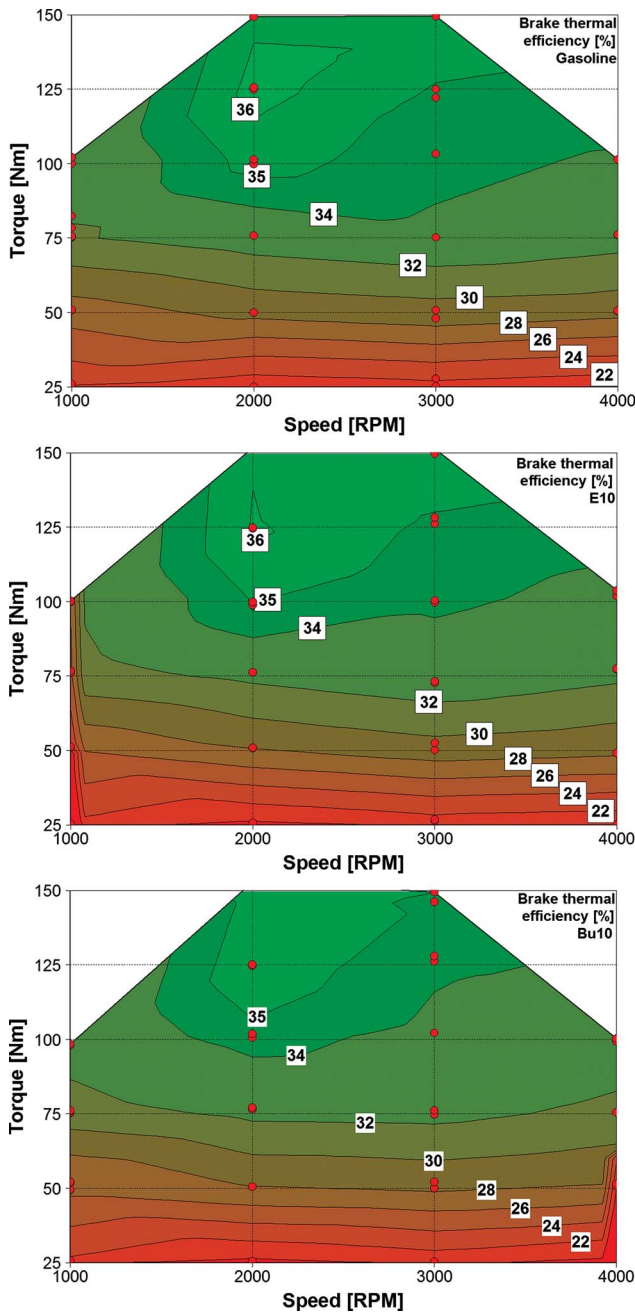 150
Brake thermal
efficiency [%]
Gasoline
125
36
100
35
34
75
32
30
50
28
26
24
22
25
1000 2000 3000 4000
Torque [Nm]
Speed [RPM]
150
Brake thermal
efficiency [%]
E10
125
36
100
35
34
75
32
30
50
28
26
24
22
25
1000 2000 3000 4000
Torque [Nm]
Speed [RPM]
150
Brake thermal
efficiency [%]
Bu10
125
35
100
34
75
32
30
50
28
26
24
22
25
1000 2000 3000 4000
Torque [Nm]
Speed [RPM]